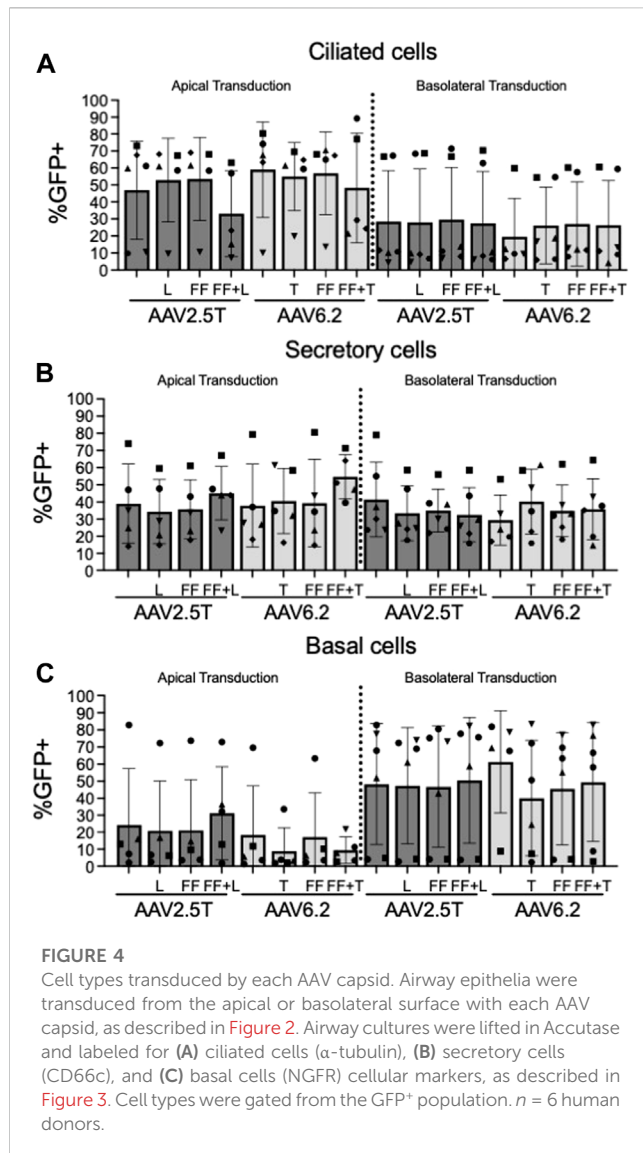 Ciliated cells
A
Apical Transduction
Basolateral Transduction
100
90
80
70
60
50
40
30
20
10
0
%GFP+
L FF FF+L T FF FF+T L FF FF+L T FF FF+T
AAV2.5T AAV6.2 AAV2.5T AAV6.2
Secretory cells
B
Apical Transduction
Basolateral Transduction
100
90
80
70
60
50
40
30
20
10
0
%GFP+
L FF FF+L T FF FF+T L FF FF+L T FF FF+T
AAV2.5T AAV6.2 AAV2.5T AAV6.2
Basal cells
C
Apical Transduction
Basolateral Transduction
100
90
80
70
60
50
40
30
20
10
0
%GFP+
L FF FF+L T FF FF+T L FF FF+L T FF FF+T
AAV2.5T AAV6.2 AAV2.5T AAV6.2
FIGURE 4
Cell types transduced by each AAV capsid. Airway epithelia were
transduced from the apical or basolateral surface with each AAV
capsid, as described in Figure 2. Airway cultures were lifted in Accutase
and labeled for (A) ciliated cells (α-tubulin), (B) secretory cells
(CD66c), and (C) basal cells (NGFR) cellular markers, as described in
Figure 3. Cell types were gated from the GFP⁺ population. n = 6 human
donors.